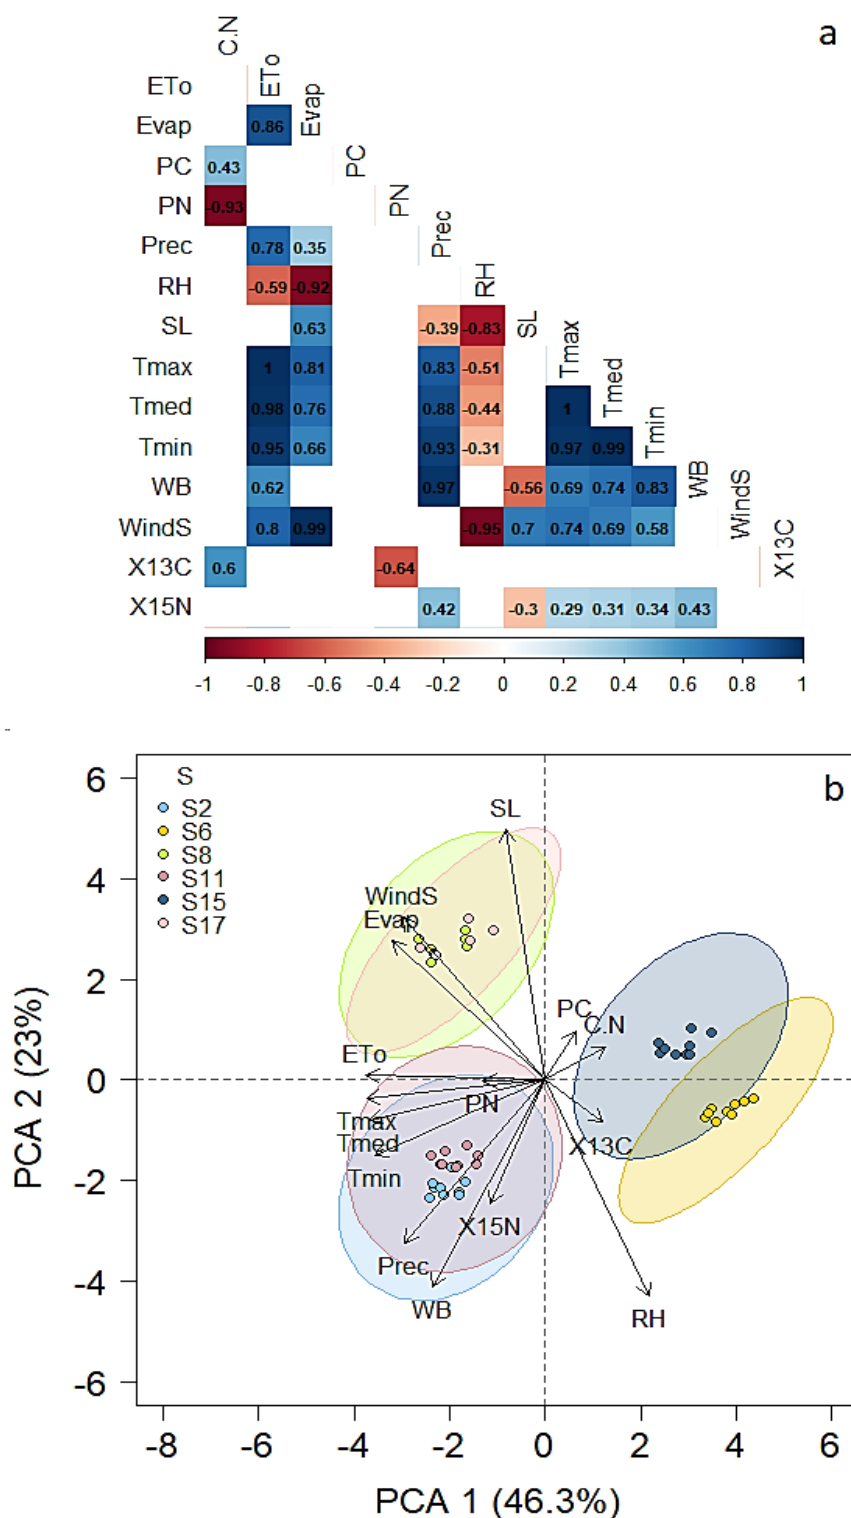 a
C.N
ETo
ETo
Evap 0.86
Evap
PC 0.43
PC
PN -0.93
PN
Prec 0.78 0.35
Prec
RH -0.59 -0.92
RH
SL 0.63 -0.39 -0.83
SL
Tmax 1 0.81 0.83 -0.51
Tmax
Tmed 0.98 0.76 0.88 -0.44 1
Tmed
Tmin 0.95 0.66 0.93 -0.31 0.97 0.99
Tmin
WB 0.62 0.97 -0.56 0.69 0.74 0.83
WB
WindS 0.8 0.99 -0.95 0.7 0.74 0.69 0.58
WindS
X13C 0.6 -0.64
X13C
X15N 0.42 -0.3 0.29 0.31 0.34 0.43
-1 -0.8 -0.6 -0.4 -0.2 0 0.2 0.4 0.6 0.8 1
b
S
S2
S6
S8
S11
S15
S17
SL
WindS
Evap
PC
C.N
ETo
PN
Tmax
Tmed
Tmin
X13C
X15N
Prec
WB
RH
6
4
2
0
-2
-4
-6
PCA 2 (23%)
-8 -6 -4 -2 0 2 4 6
PCA 1 (46.3%)